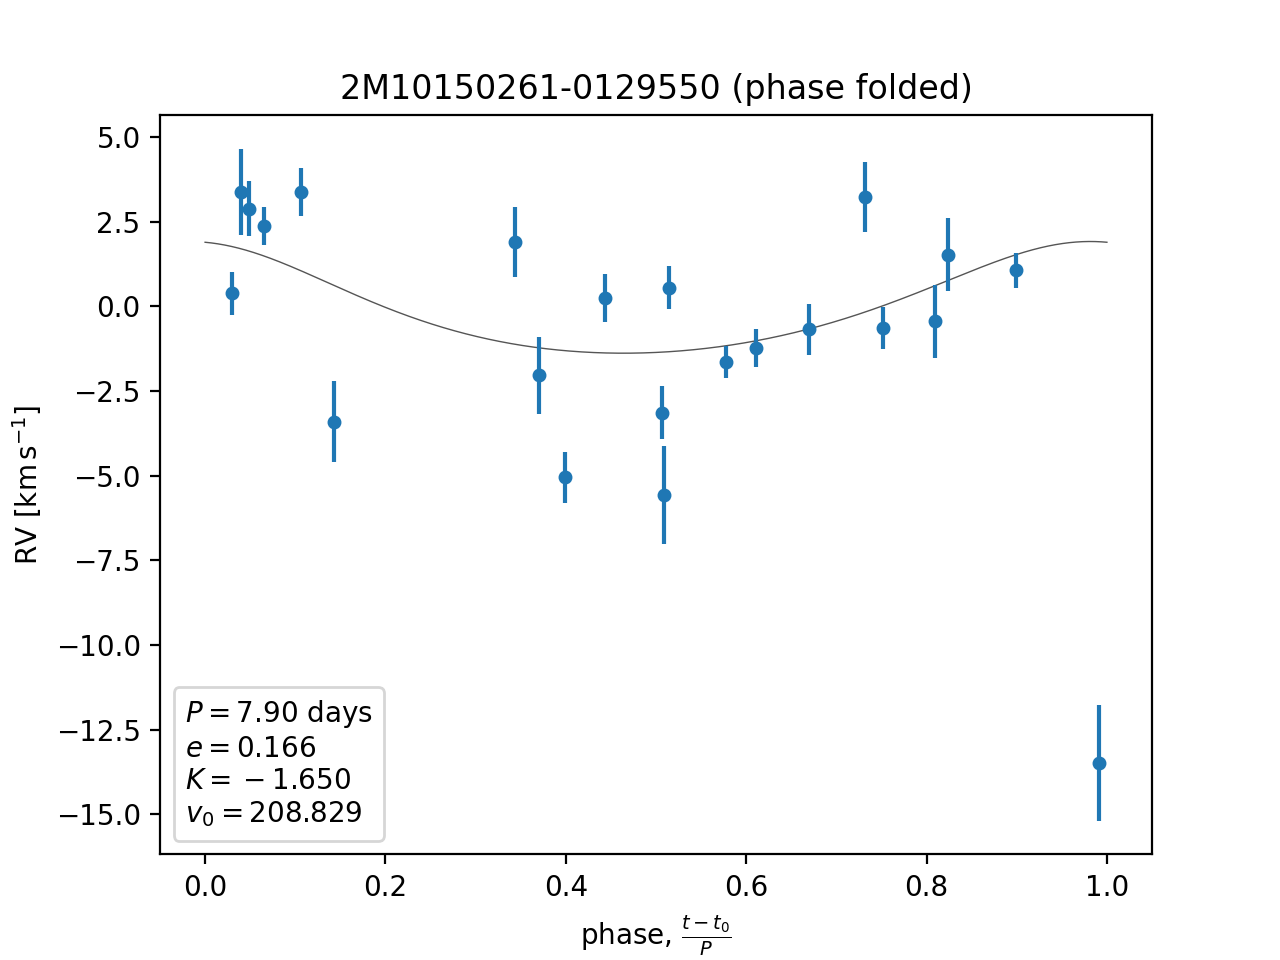 2M10150261-0129550 (phase folded)
5.0
2.5
0.0
−2.5
−5.0
−7.5
−10.0
−12.5
−15.0
RV [km s⁻¹]
P = 7.90 days
e = 0.166
K = −1.650
v₀ = 208.829
0.0 0.2 0.4 0.6 0.8 1.0
phase, (t − t₀)/P